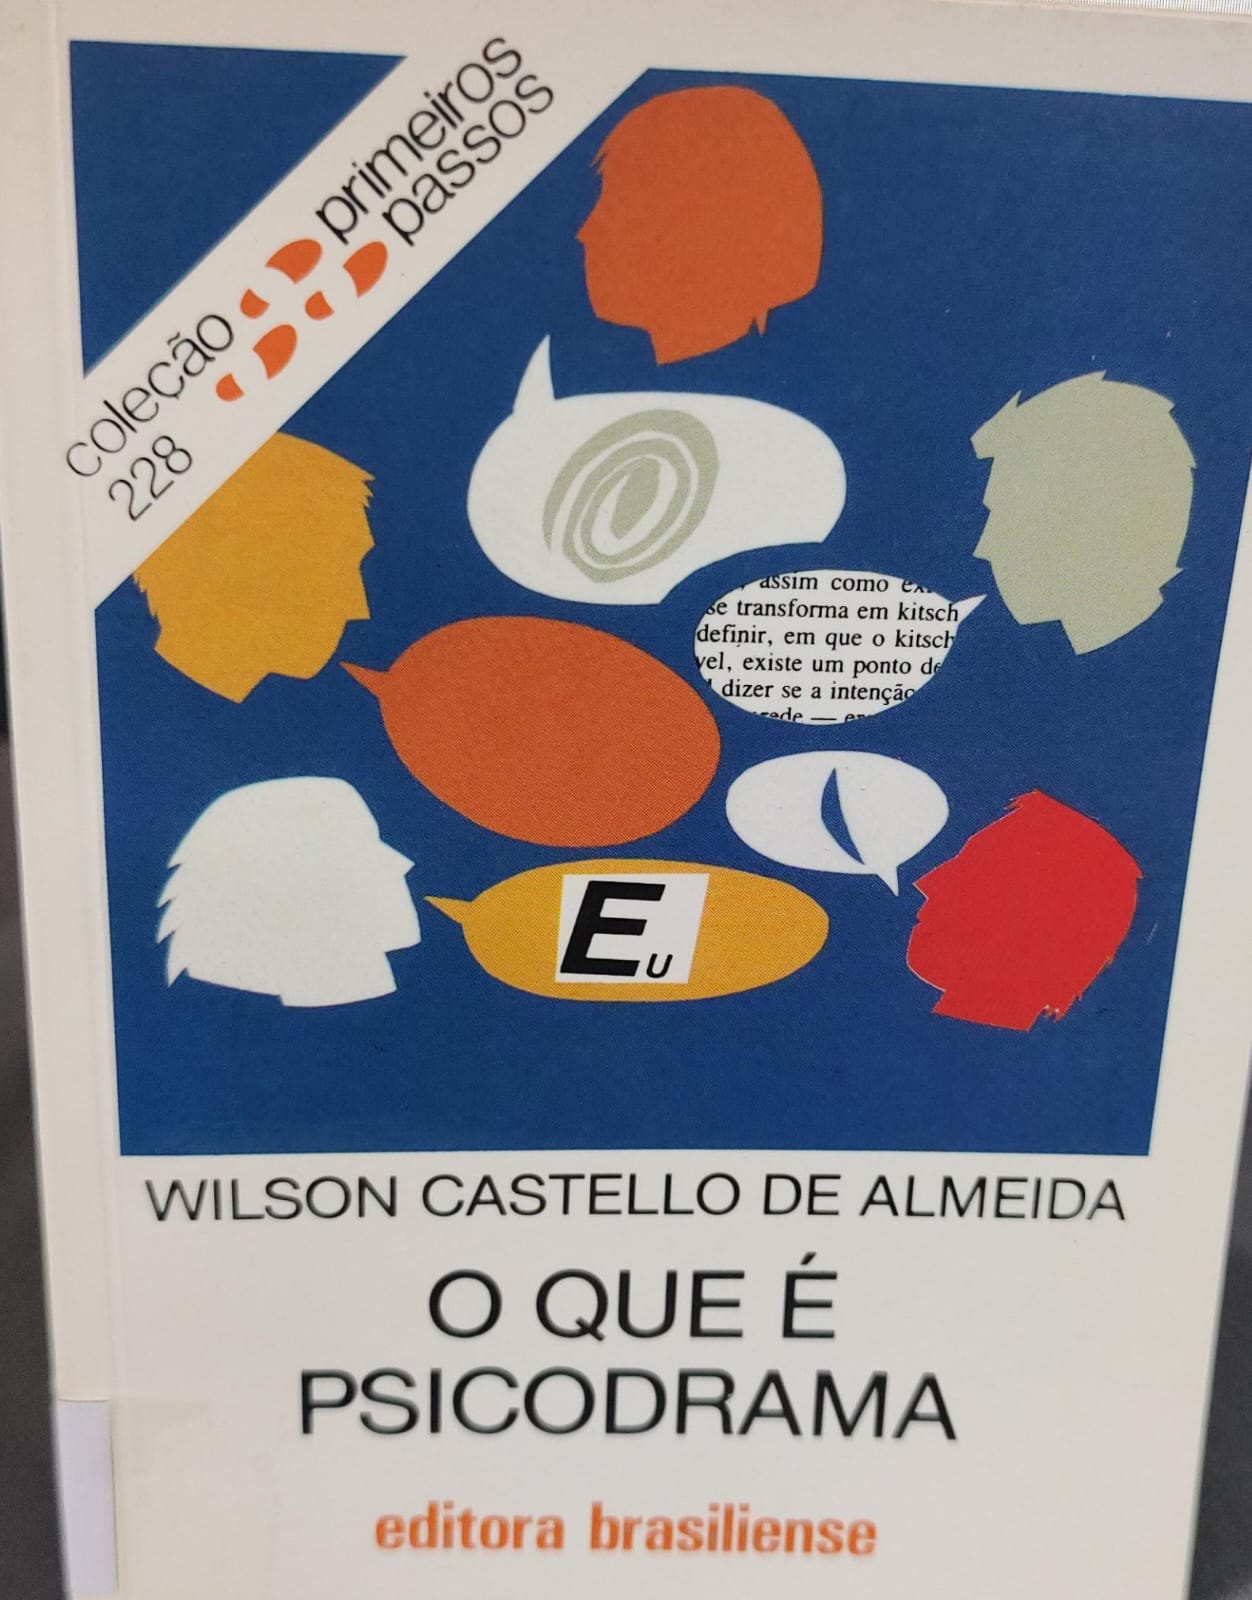 coleção primeiros
228 passos
assim como
se transforma em kitsch
definir, em que o kitsch
vel, existe um ponto de
dizer se a intenção
EU
WILSON CASTELLO DE ALMEIDA
O QUE É
PSICODRAMA
editora brasiliense